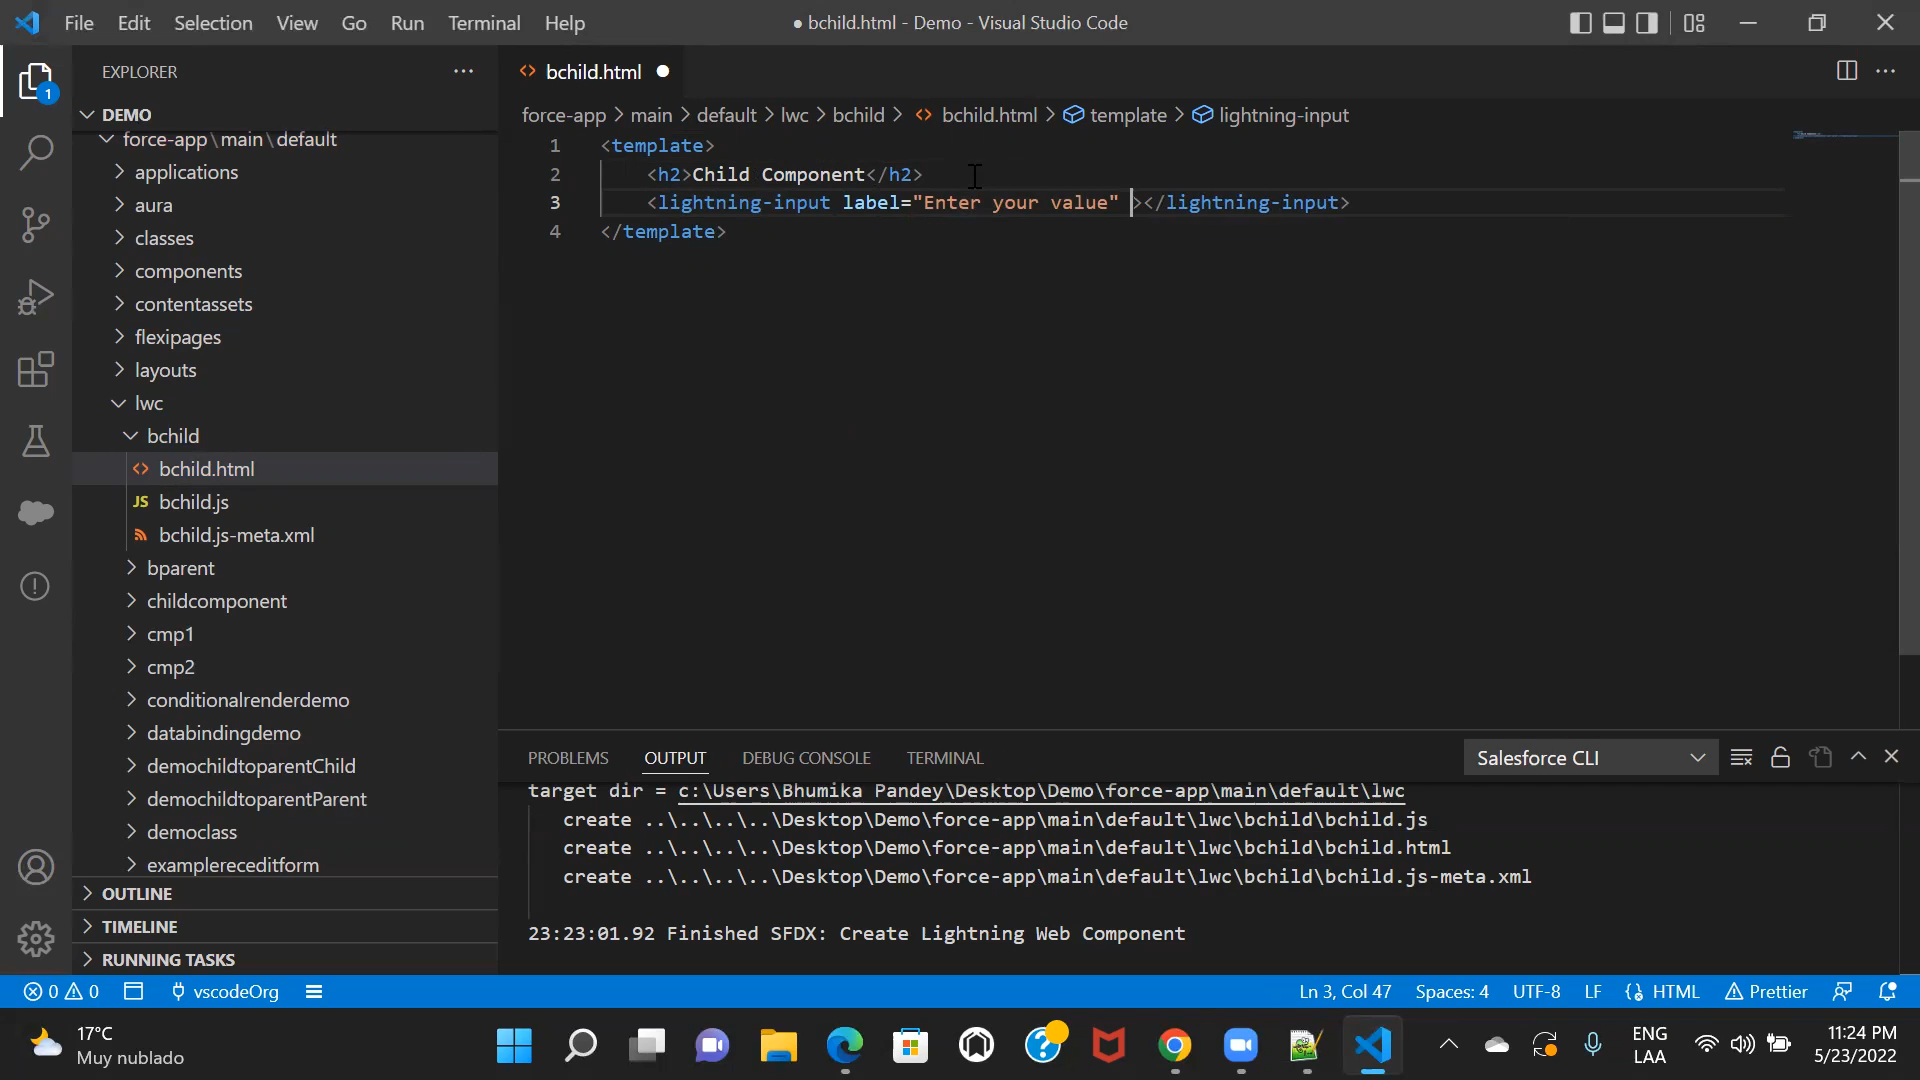 File Edit Selection View Go Run Terminal Help
● bchild.html - Demo - Visual Studio Code
EXPLORER
1
DEMO
force-app\main\default
applications
aura
classes
components
contentassets
flexipages
layouts
lwc
bchild
bchild.html
JS bchild.js
bchild.js-meta.xml
bparent
childcomponent
cmp1
cmp2
conditionalrenderdemo
databindingdemo
demochildtoparentChild
demochildtoparentParent
democlass
examplereceditform
OUTLINE
TIMELINE
RUNNING TASKS
bchild.html
force-app > main > default > lwc > bchild > bchild.html > template > lightning-input
1 <template>
2 <h2>Child Component</h2>
3 <lightning-input label="Enter your value" ></lightning-input>
4 </template>
PROBLEMS OUTPUT DEBUG CONSOLE TERMINAL
Salesforce CLI
target dir = c:\Users\Bhumika Pandey\Desktop\Demo\force-app\main\default\lwc
create ..\..\..\..\Desktop\Demo\force-app\main\default\lwc\bchild\bchild.js
create ..\..\..\..\Desktop\Demo\force-app\main\default\lwc\bchild\bchild.html
create ..\..\..\..\Desktop\Demo\force-app\main\default\lwc\bchild\bchild.js-meta.xml
23:23:01.92 Finished SFDX: Create Lightning Web Component
0 0 vscodeOrg
Ln 3, Col 47 Spaces: 4 UTF-8 LF HTML Prettier
17°C
Muy nublado
ENG
LAA
11:24 PM
5/23/2022